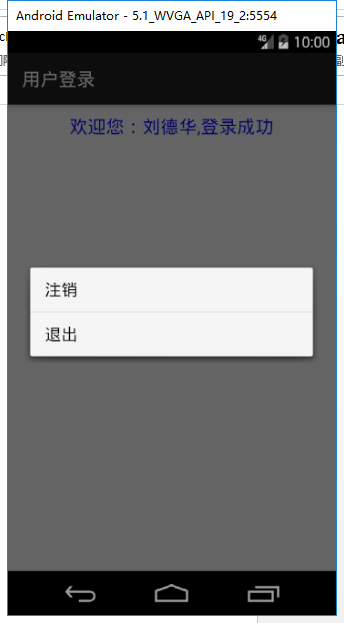 Android Emulator - 5.1_WVGA_API_19_2:5554
4G 10:00
用户登录
欢迎您：刘德华,登录成功
注销
退出